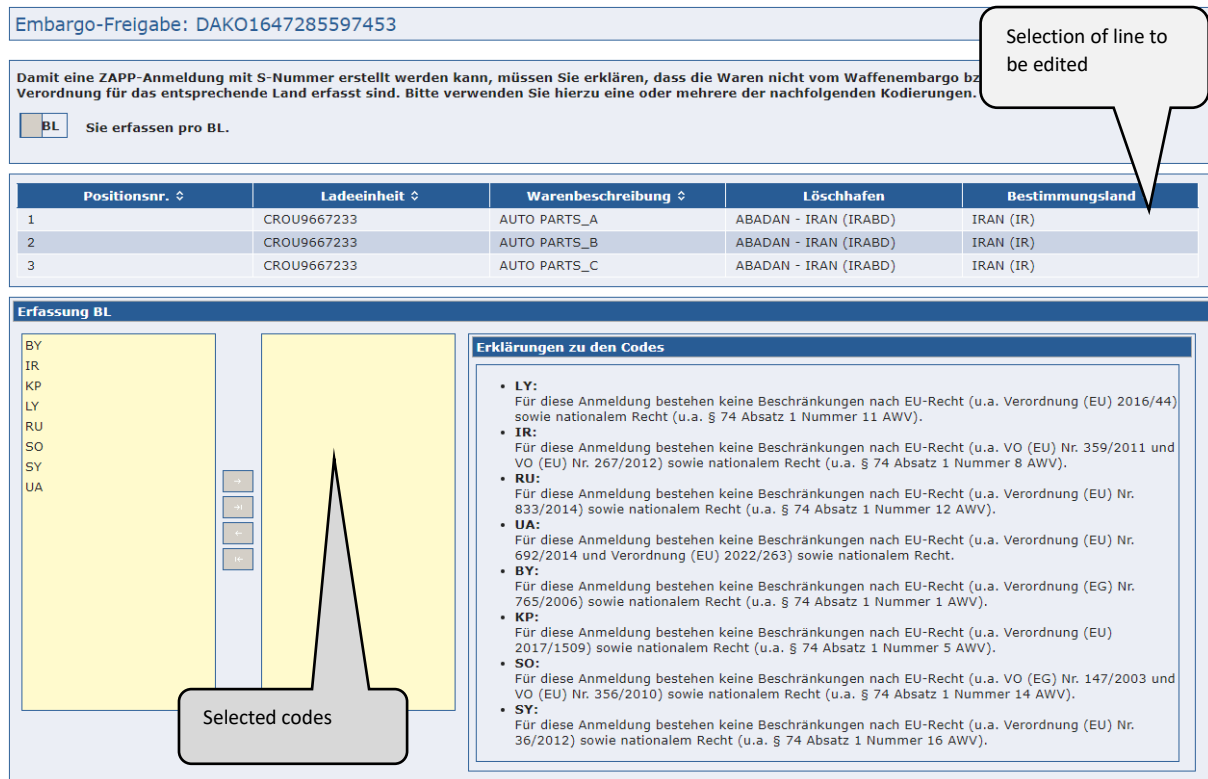 Embargo-Freigabe: DAKO1647285597453
Selection of line to
be edited
Damit eine ZAPP-Anmeldung mit S-Nummer erstellt werden kann, müssen Sie erklären, dass die Waren nicht vom Waffenembargo bz
Verordnung für das entsprechende Land erfasst sind. Bitte verwenden Sie hierzu eine oder mehrere der nachfolgenden Kodierungen.
BL Sie erfassen pro BL.
Positionsnr. Ladeeinheit Warenbeschreibung Löschhafen Bestimmungsland
1 CROU9667233 AUTO PARTS_A ABADAN - IRAN (IRABD) IRAN (IR)
2 CROU9667233 AUTO PARTS_B ABADAN - IRAN (IRABD) IRAN (IR)
3 CROU9667233 AUTO PARTS_C ABADAN - IRAN (IRABD) IRAN (IR)
Erfassung BL
BY
IR
KP
LY
RU
SO
SY
UA
Selected codes
Erklärungen zu den Codes
• LY:
Für diese Anmeldung bestehen keine Beschränkungen nach EU-Recht (u.a. Verordnung (EU) 2016/44)
sowie nationalem Recht (u.a. § 74 Absatz 1 Nummer 11 AWV).
• IR:
Für diese Anmeldung bestehen keine Beschränkungen nach EU-Recht (u.a. VO (EU) Nr. 359/2011 und
VO (EU) Nr. 267/2012) sowie nationalem Recht (u.a. § 74 Absatz 1 Nummer 8 AWV).
• RU:
Für diese Anmeldung bestehen keine Beschränkungen nach EU-Recht (u.a. Verordnung (EU) Nr.
833/2014) sowie nationalem Recht (u.a. § 74 Absatz 1 Nummer 12 AWV).
• UA:
Für diese Anmeldung bestehen keine Beschränkungen nach EU-Recht (u.a. Verordnung (EU) Nr.
692/2014 und Verordnung (EU) 2022/263) sowie nationalem Recht.
• BY:
Für diese Anmeldung bestehen keine Beschränkungen nach EU-Recht (u.a. Verordnung (EG) Nr.
765/2006) sowie nationalem Recht (u.a. § 74 Absatz 1 Nummer 1 AWV).
• KP:
Für diese Anmeldung bestehen keine Beschränkungen nach EU-Recht (u.a. Verordnung (EU)
2017/1509) sowie nationalem Recht (u.a. § 74 Absatz 1 Nummer 5 AWV).
• SO:
Für diese Anmeldung bestehen keine Beschränkungen nach EU-Recht (u.a. VO (EG) Nr. 147/2003 und
VO (EU) Nr. 356/2010) sowie nationalem Recht (u.a. § 74 Absatz 1 Nummer 14 AWV).
• SY:
Für diese Anmeldung bestehen keine Beschränkungen nach EU-Recht (u.a. Verordnung (EU) Nr.
36/2012) sowie nationalem Recht (u.a. § 74 Absatz 1 Nummer 16 AWV).